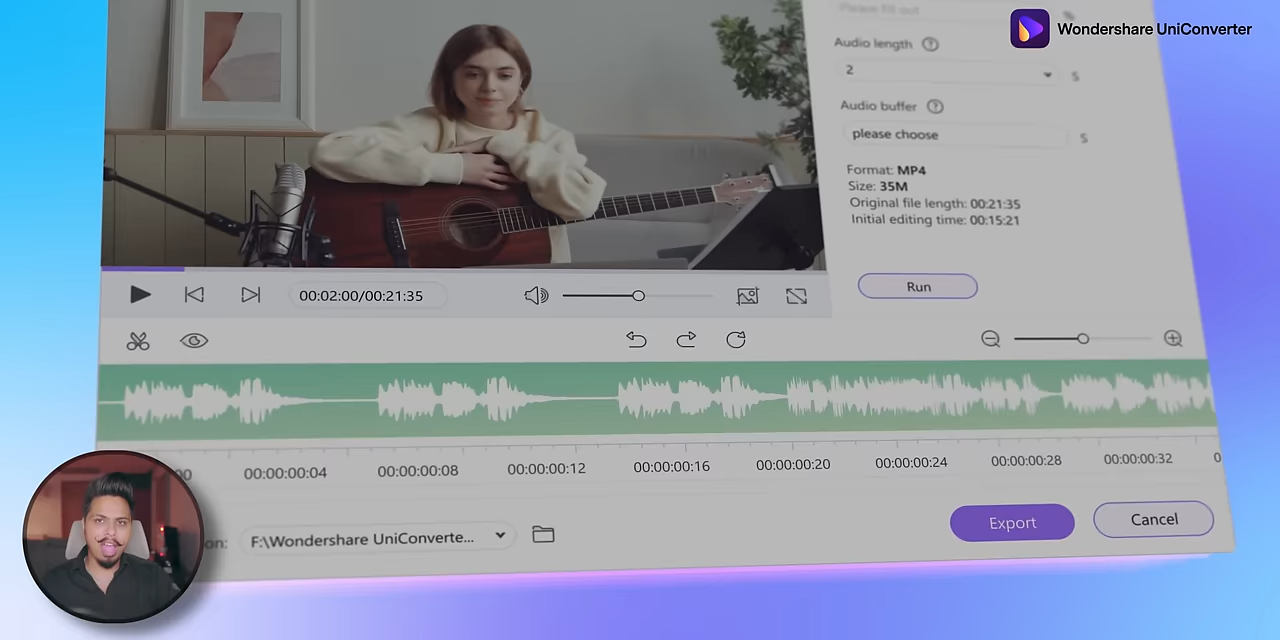 Wondershare UniConverter
Please fill out
Audio length ?
2
S
Audio buffer ?
please choose
S
Format: MP4
Size: 35M
Original file length: 00:21:35
Initial editing time: 00:15:21
Run
00:02:00/00:21:35
00:00:00:04
00:00:00:08
00:00:00:12
00:00:00:16
00:00:00:20
00:00:00:24
00:00:00:28
00:00:00:32
F:\Wondershare UniConverte...
Export
Cancel